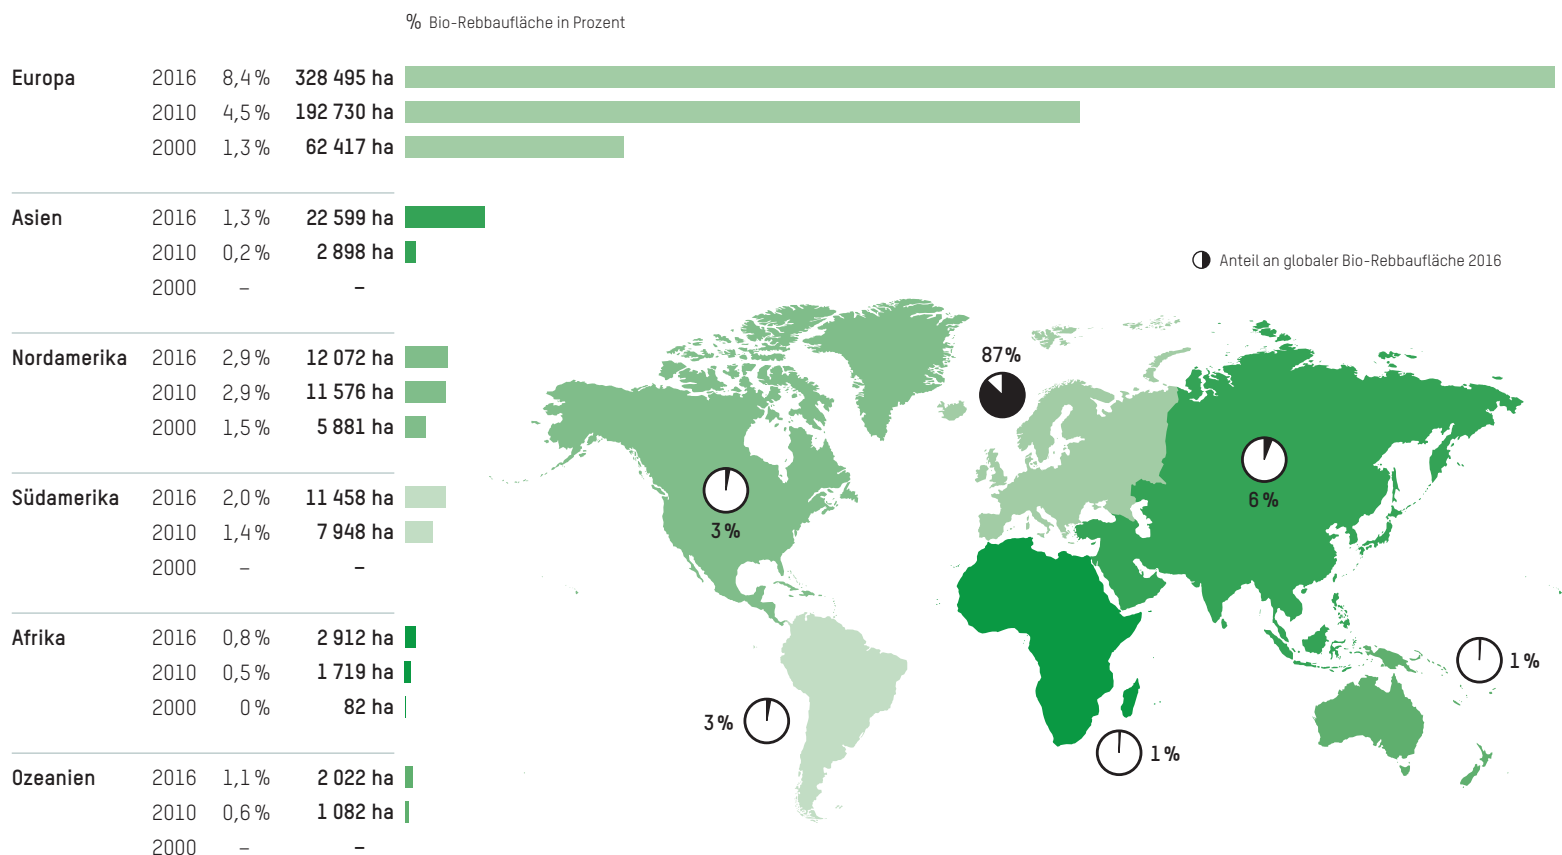 % Bio-Rebbaufläche in Prozent
Europa 2016 8,4 % 328 495 ha
2010 4,5 % 192 730 ha
2000 1,3 % 62 417 ha
Asien 2016 1,3 % 22 599 ha
2010 0,2 % 2 898 ha
2000 – –
Anteil an globaler Bio-Rebbaufläche 2016
Nordamerika 2016 2,9 % 12 072 ha
2010 2,9 % 11 576 ha
2000 1,5 % 5 881 ha
Südamerika 2016 2,0 % 11 458 ha
2010 1,4 % 7 948 ha
2000 – –
Afrika 2016 0,8 % 2 912 ha
2010 0,5 % 1 719 ha
2000 0 % 82 ha
Ozeanien 2016 1,1 % 2 022 ha
2010 0,6 % 1 082 ha
2000 – –
87 %
3 %
6 %
3 %
1 %
1 %